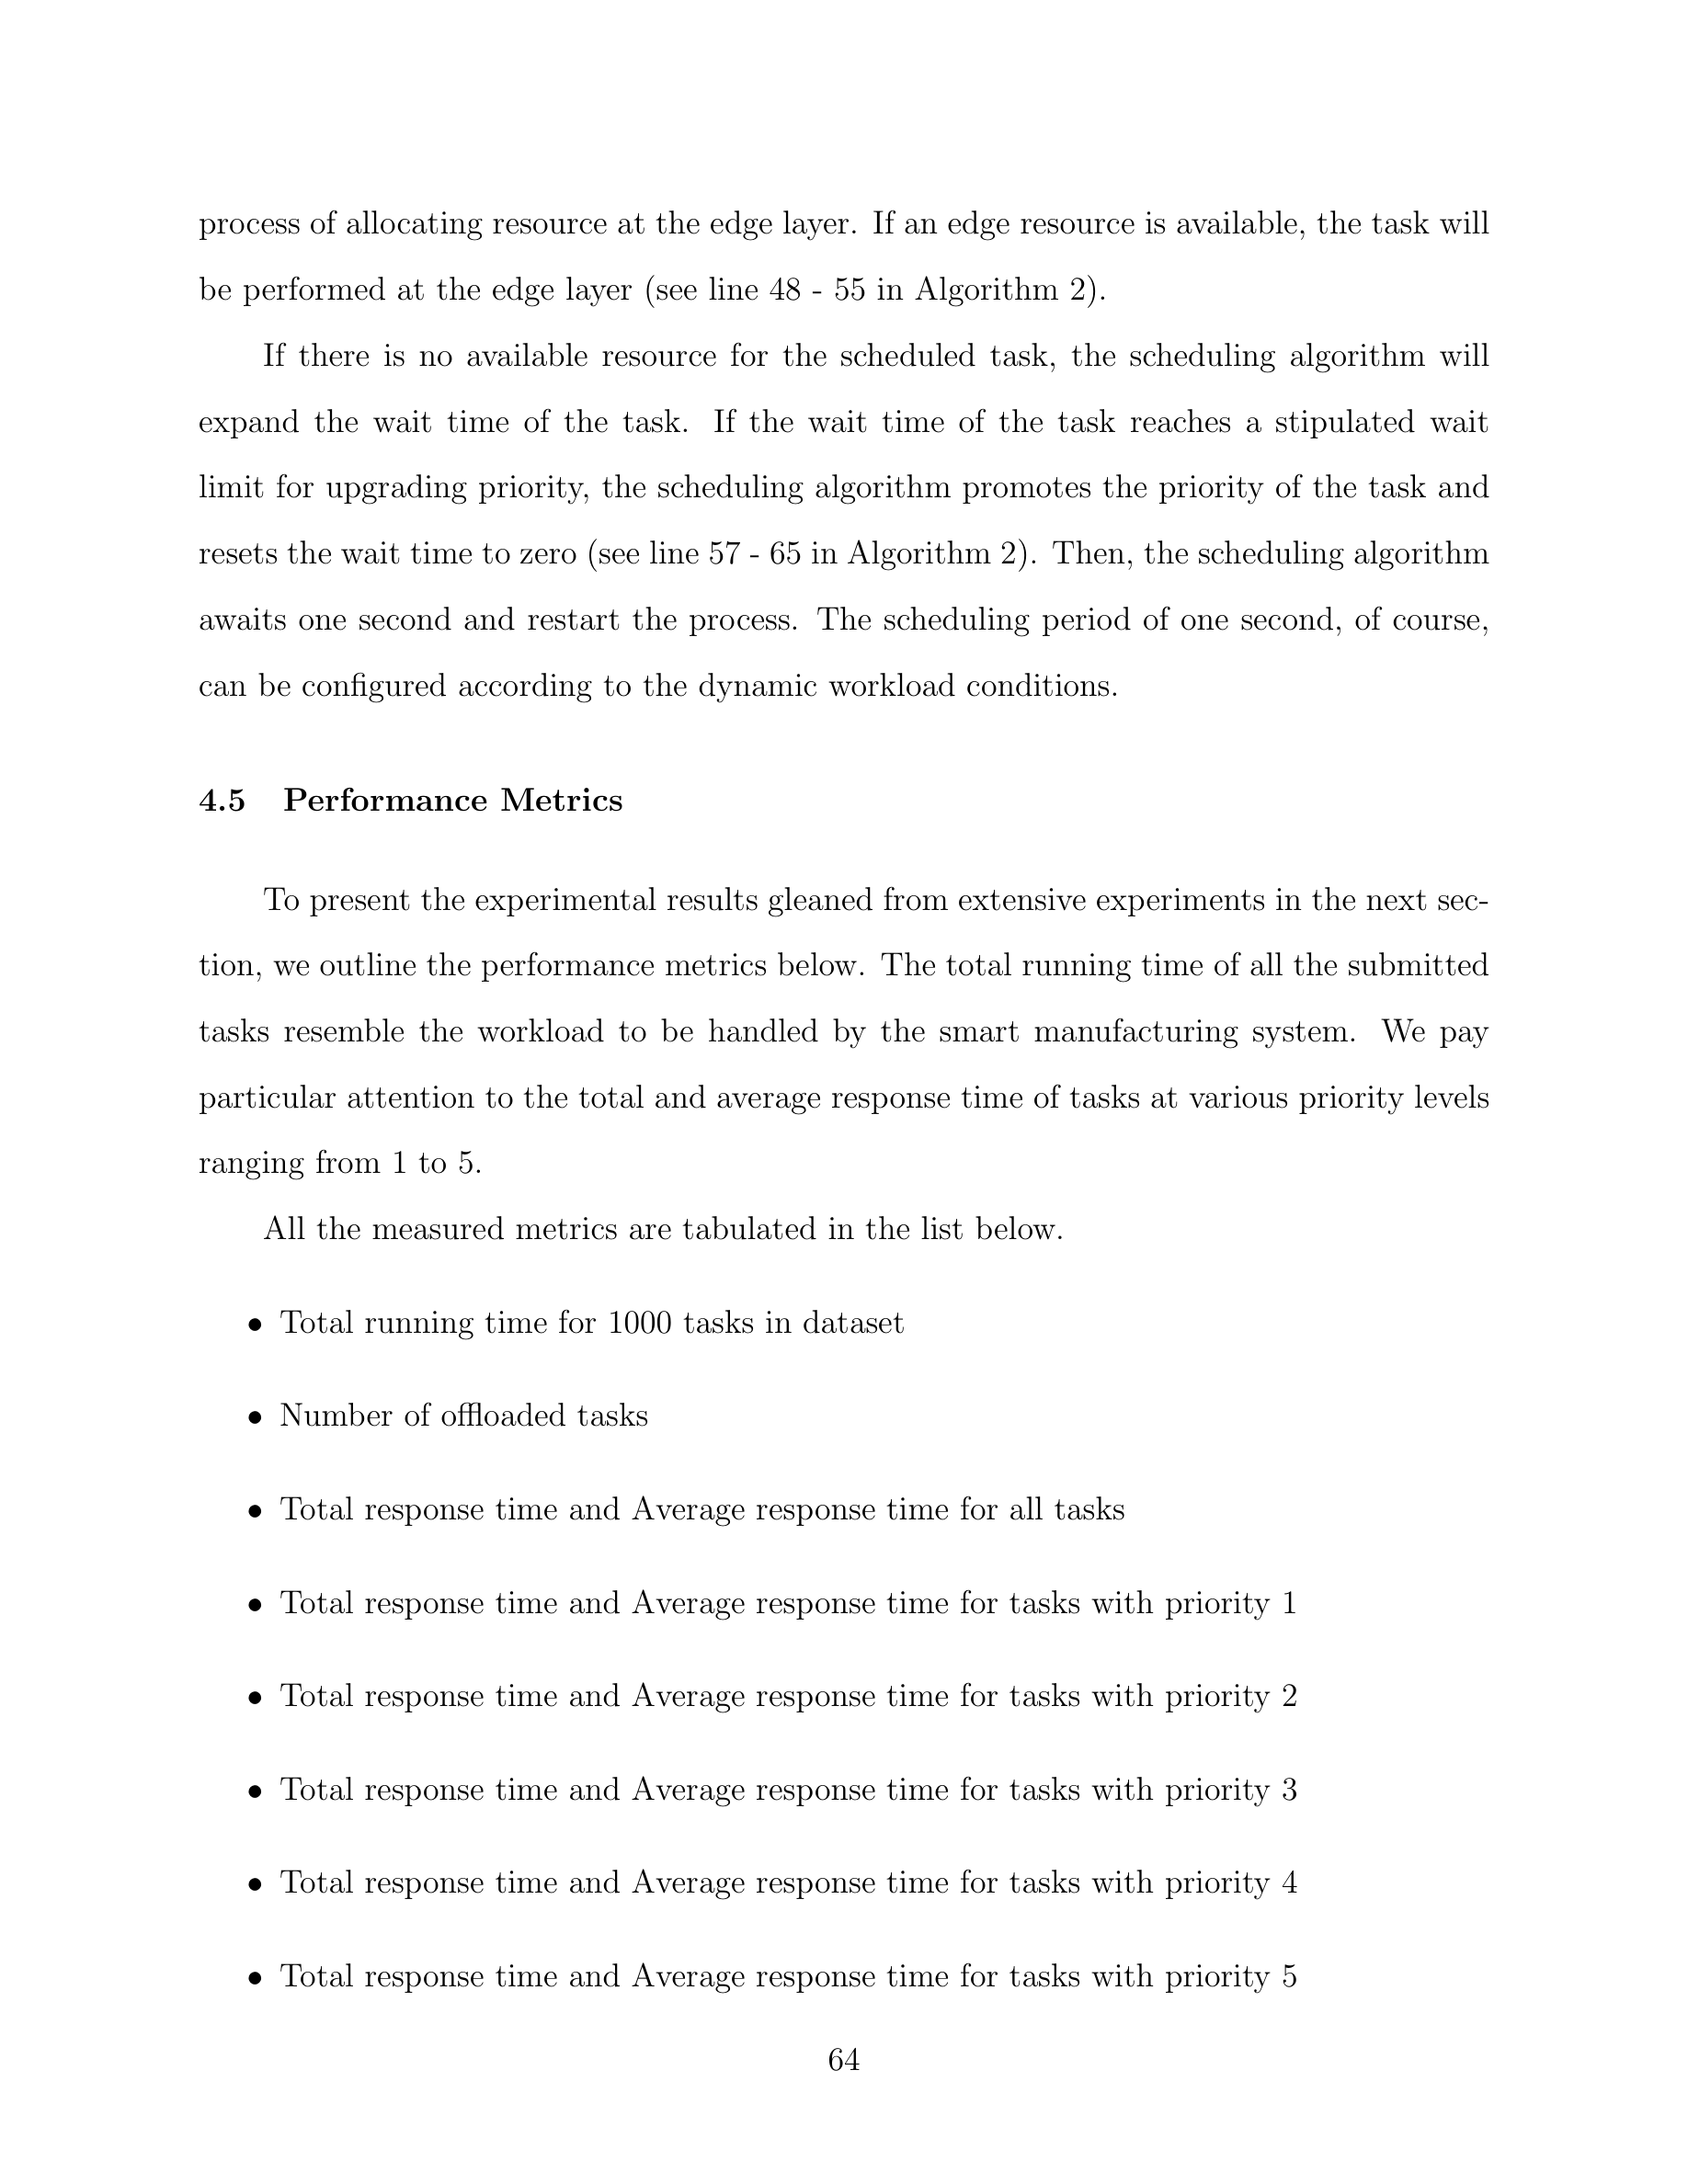 process of allocating resource at the edge layer. If an edge resource is available, the task will
be performed at the edge layer (see line 48 - 55 in Algorithm 2).
If there is no available resource for the scheduled task, the scheduling algorithm will
expand the wait time of the task. If the wait time of the task reaches a stipulated wait
limit for upgrading priority, the scheduling algorithm promotes the priority of the task and
resets the wait time to zero (see line 57 - 65 in Algorithm 2). Then, the scheduling algorithm
awaits one second and restart the process. The scheduling period of one second, of course,
can be configured according to the dynamic workload conditions.
4.5 Performance Metrics
To present the experimental results gleaned from extensive experiments in the next sec-
tion, we outline the performance metrics below. The total running time of all the submitted
tasks resemble the workload to be handled by the smart manufacturing system. We pay
particular attention to the total and average response time of tasks at various priority levels
ranging from 1 to 5.
All the measured metrics are tabulated in the list below.
• Total running time for 1000 tasks in dataset
• Number of offloaded tasks
• Total response time and Average response time for all tasks
• Total response time and Average response time for tasks with priority 1
• Total response time and Average response time for tasks with priority 2
• Total response time and Average response time for tasks with priority 3
• Total response time and Average response time for tasks with priority 4
• Total response time and Average response time for tasks with priority 5
64